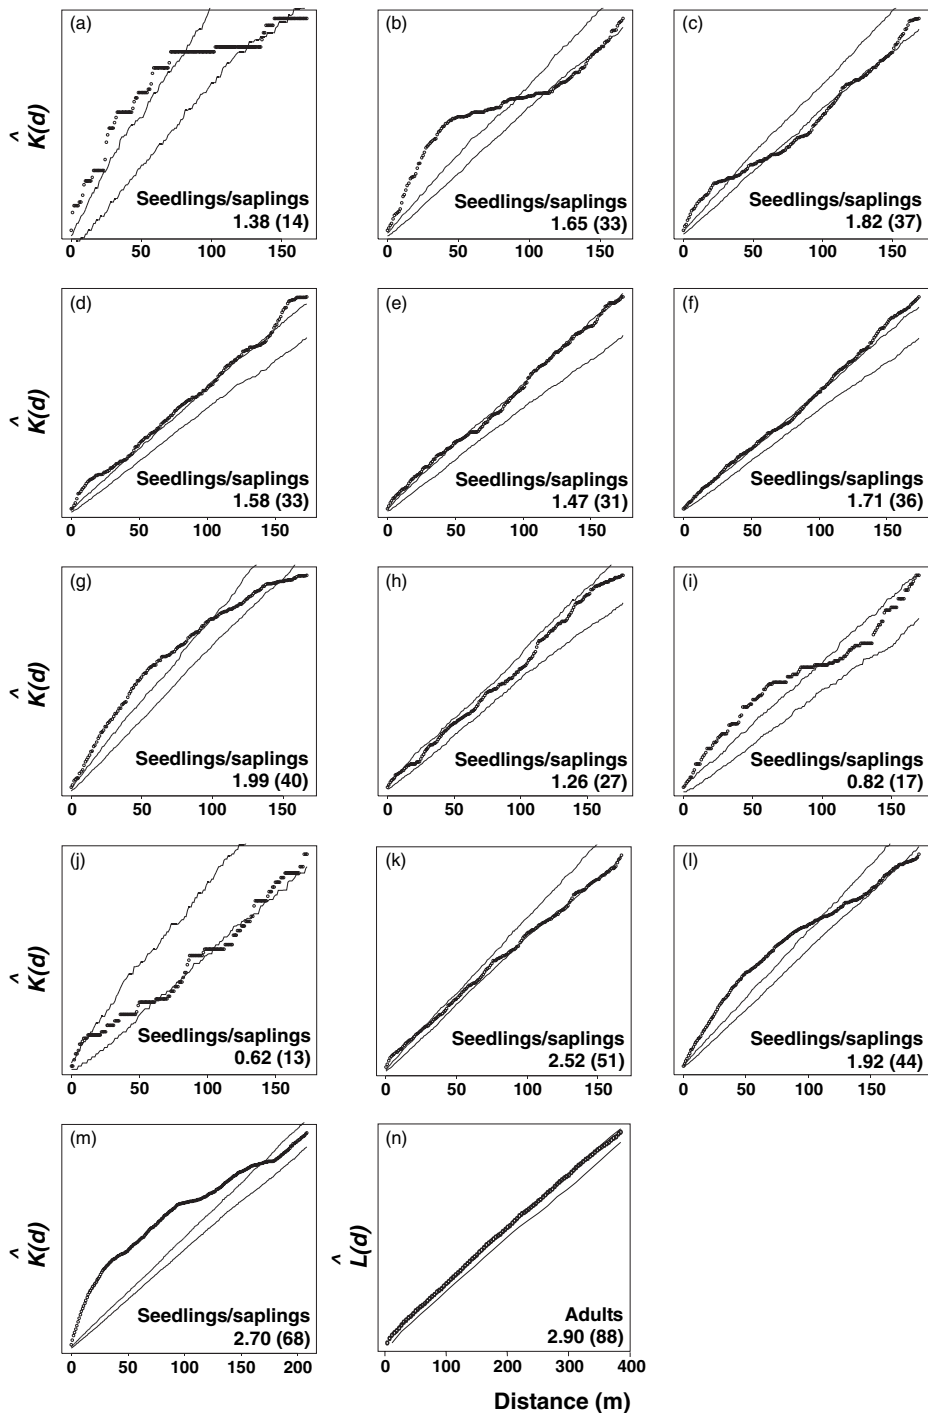 (a)
(b)
(c)
^
K(d)
Seedlings/saplings
1.38 (14)
Seedlings/saplings
1.65 (33)
Seedlings/saplings
1.82 (37)
0 50 100 150
0 50 100 150
0 50 100 150
(d)
(e)
(f)
^
K(d)
Seedlings/saplings
1.58 (33)
Seedlings/saplings
1.47 (31)
Seedlings/saplings
1.71 (36)
0 50 100 150
0 50 100 150
0 50 100 150
(g)
(h)
(i)
^
K(d)
Seedlings/saplings
1.99 (40)
Seedlings/saplings
1.26 (27)
Seedlings/saplings
0.82 (17)
0 50 100 150
0 50 100 150
0 50 100 150
(j)
(k)
(l)
^
K(d)
Seedlings/saplings
0.62 (13)
Seedlings/saplings
2.52 (51)
Seedlings/saplings
1.92 (44)
0 50 100 150
0 50 100 150
0 50 100 150
(m)
(n)
^
K(d)
^
L(d)
Seedlings/saplings
2.70 (68)
Adults
2.90 (88)
0 50 100 150 200
0 100 200 300 400
Distance (m)